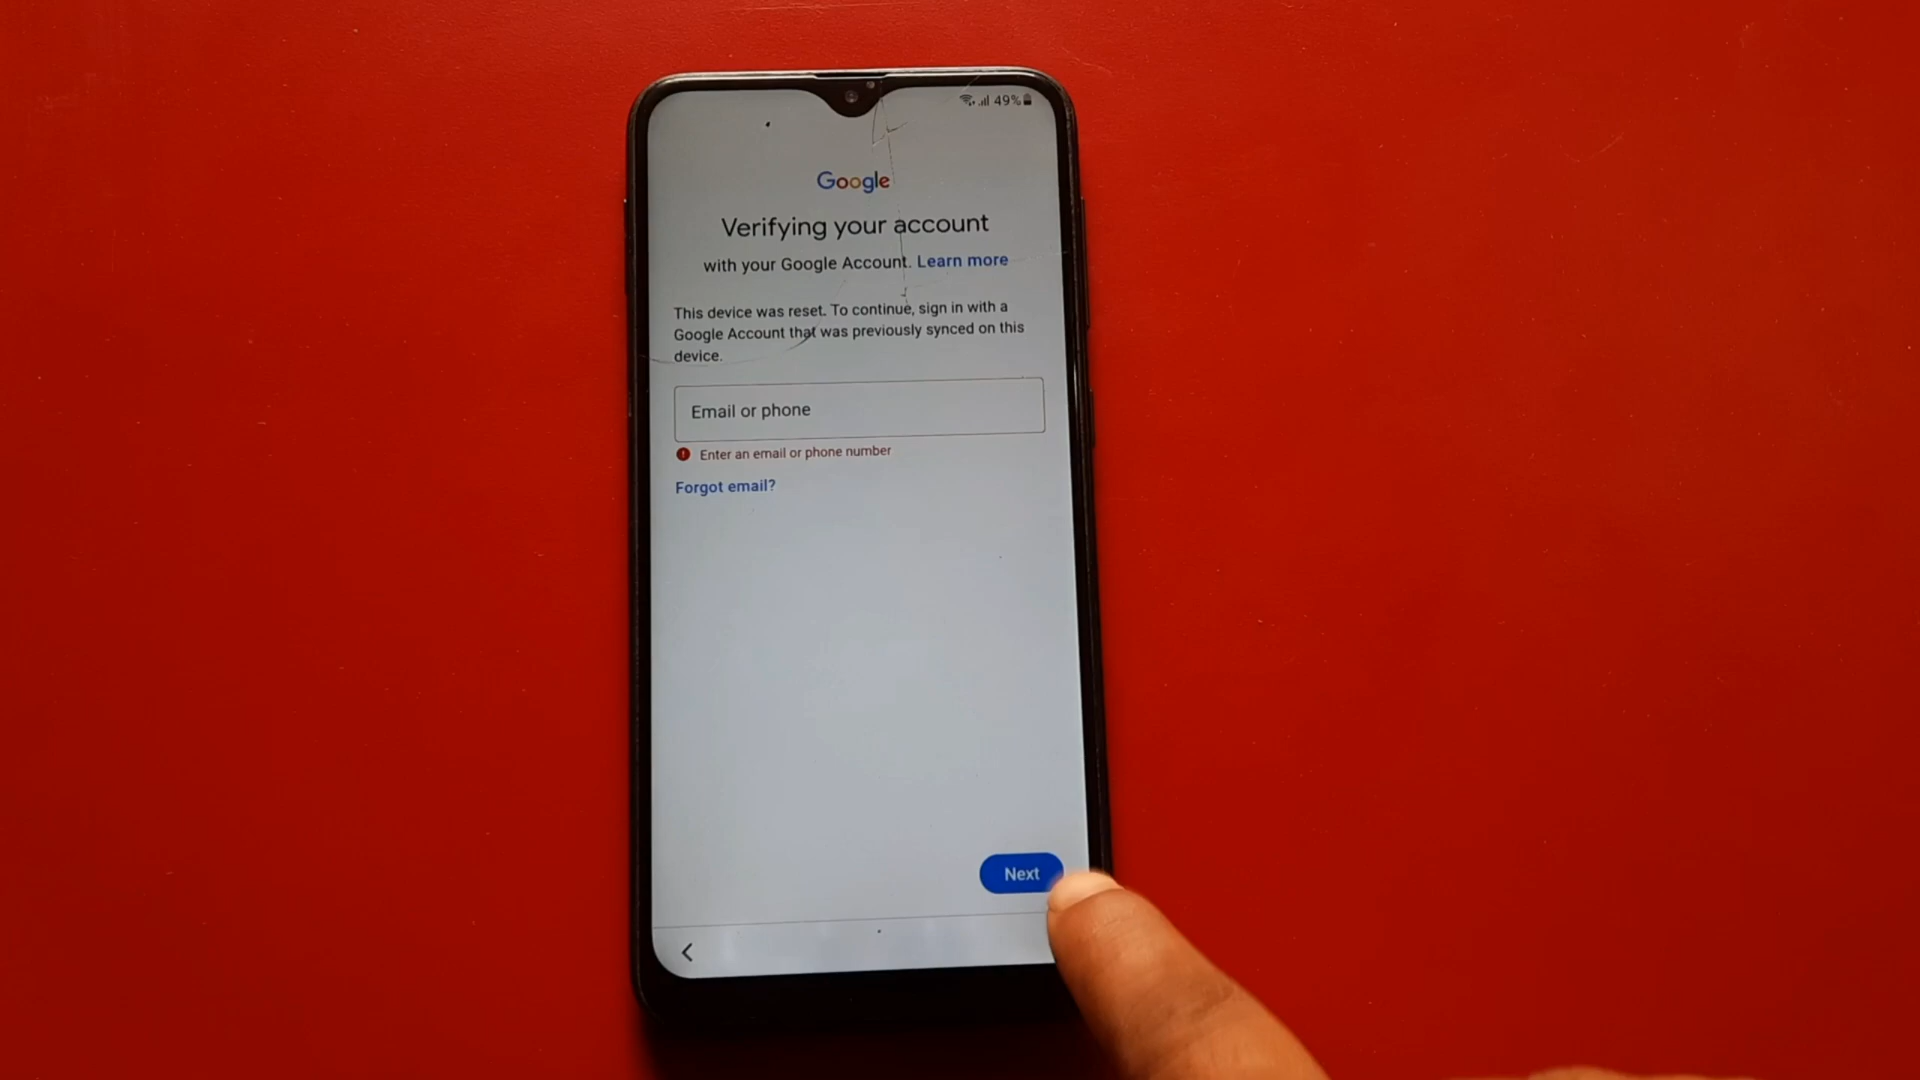 49%
Google
Verifying your account
with your Google Account. Learn more
This device was reset. To continue, sign in with a
Google Account that was previously synced on this
device.
Email or phone
Enter an email or phone number
Forgot email?
Next